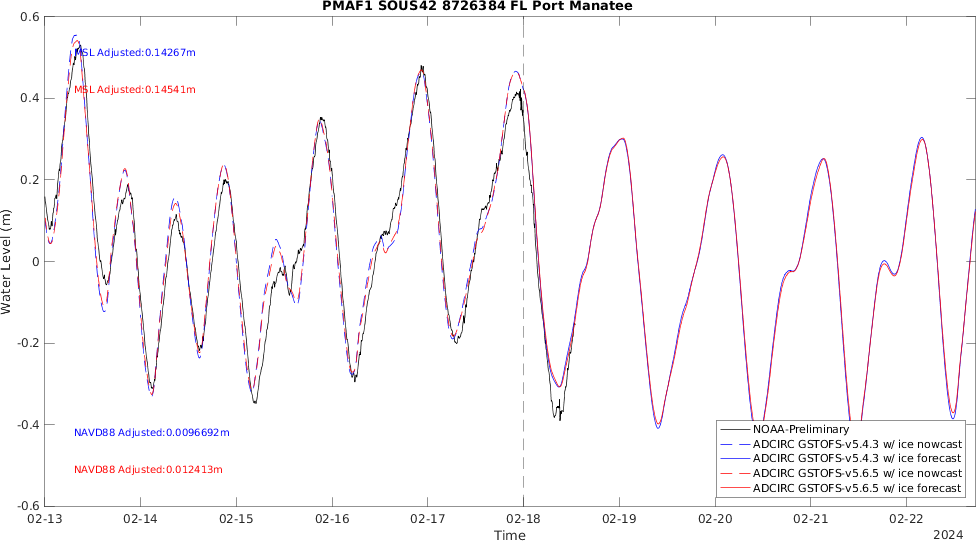 PMAF1 SOUS42 8726384 FL Port Manatee
0.6
MSL Adjusted:0.14267m
0.4
MSL Adjusted:0.14541m
0.2
Water Level (m)
0
-0.2
-0.4
NAVD88 Adjusted:0.0096692m
NAVD88 Adjusted:0.012413m
NOAA-Preliminary
ADCIRC GSTOFS-v5.4.3 w/ ice nowcast
ADCIRC GSTOFS-v5.4.3 w/ ice forecast
ADCIRC GSTOFS-v5.6.5 w/ ice nowcast
ADCIRC GSTOFS-v5.6.5 w/ ice forecast
-0.6
02-13 02-14 02-15 02-16 02-17 02-18 02-19 02-20 02-21 02-22
Time
2024